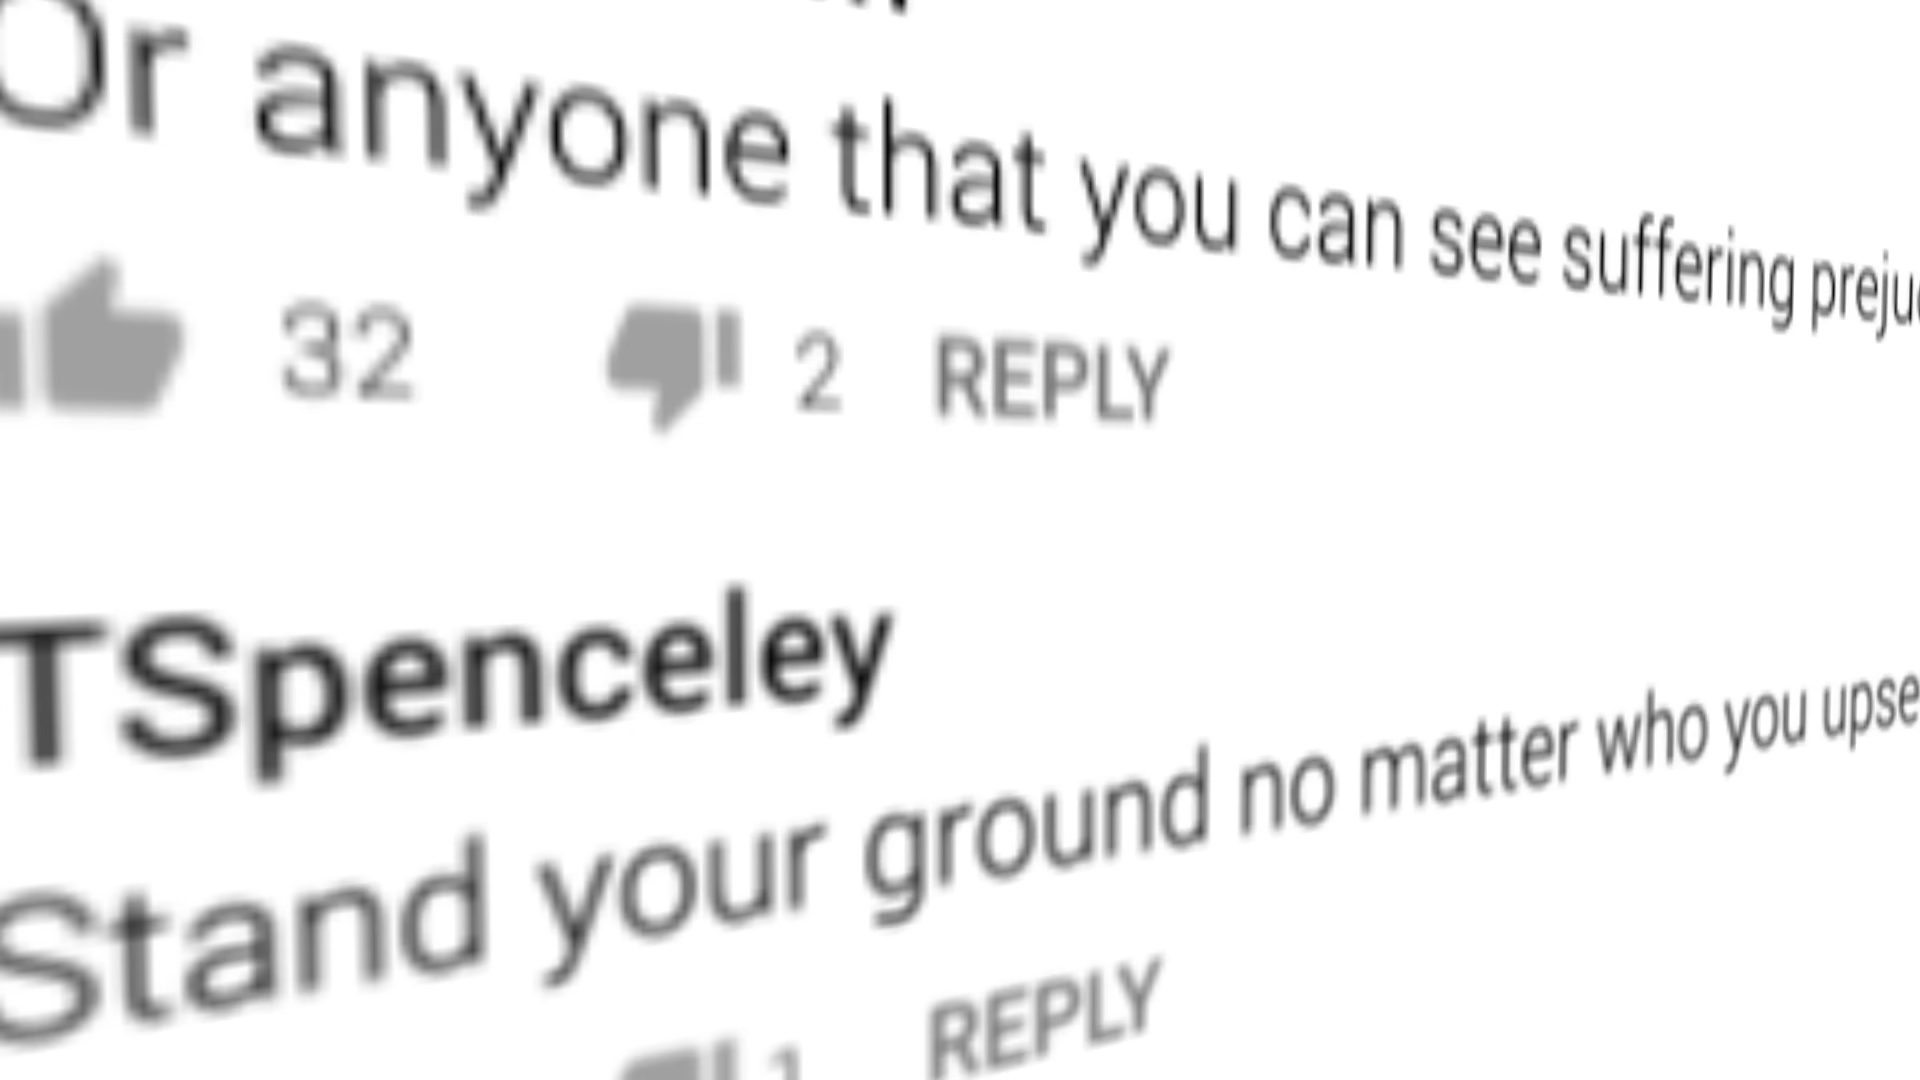 Or anyone that you can see suffering
32 2 REPLY
TSpenceley
Stand your ground no matter who you
1 REPLY